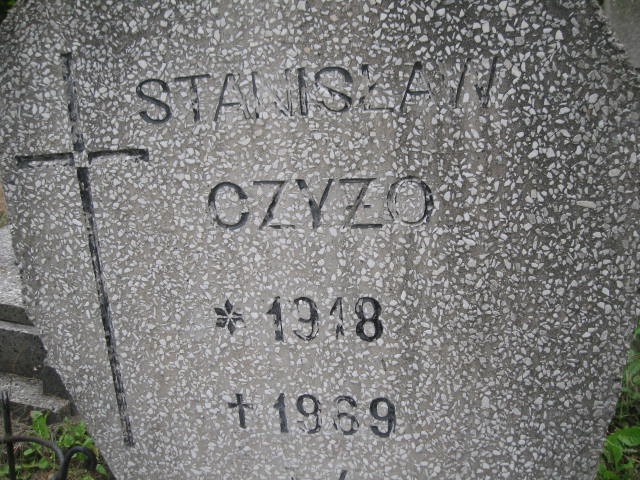 STANISŁAW
CZYŻO
* 1918
† 1969